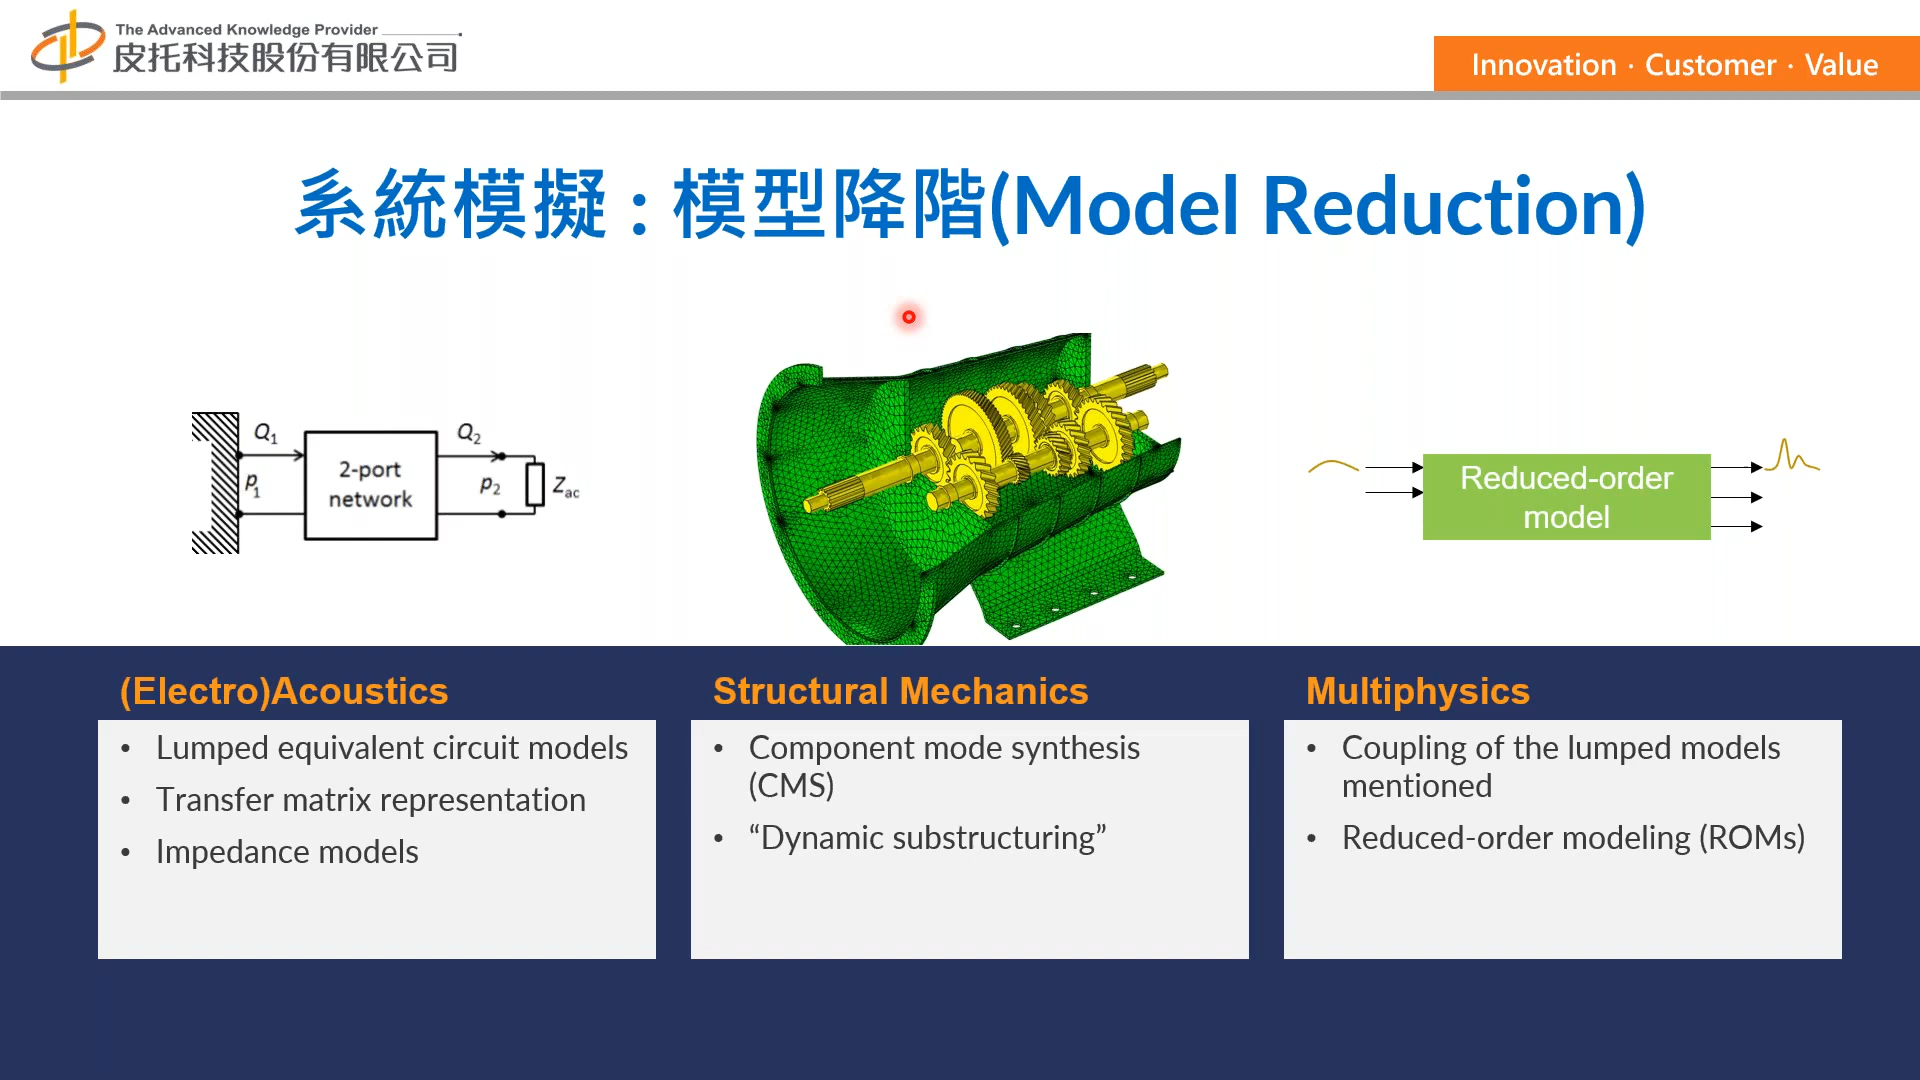 The Advanced Knowledge Provider
皮托科技股份有限公司
Innovation · Customer · Value
系統模擬 : 模型降階(Model Reduction)
Q1
p1
2-port
network
Q2
p2
Zac
Reduced-order
model
(Electro)Acoustics
• Lumped equivalent circuit models
• Transfer matrix representation
• Impedance models
Structural Mechanics
• Component mode synthesis
(CMS)
• “Dynamic substructuring”
Multiphysics
• Coupling of the lumped models
mentioned
• Reduced-order modeling (ROMs)